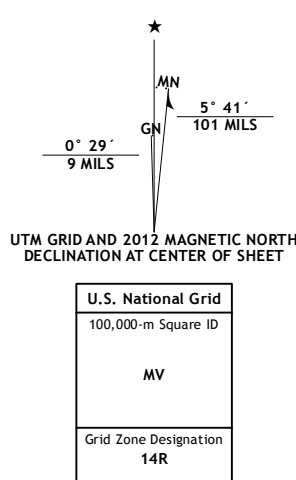 ★
MN
5° 41´
101 MILS
GN
0° 29´
9 MILS
UTM GRID AND 2012 MAGNETIC NORTH
DECLINATION AT CENTER OF SHEET
U.S. National Grid
100,000-m Square ID
MV
Grid Zone Designation
14R